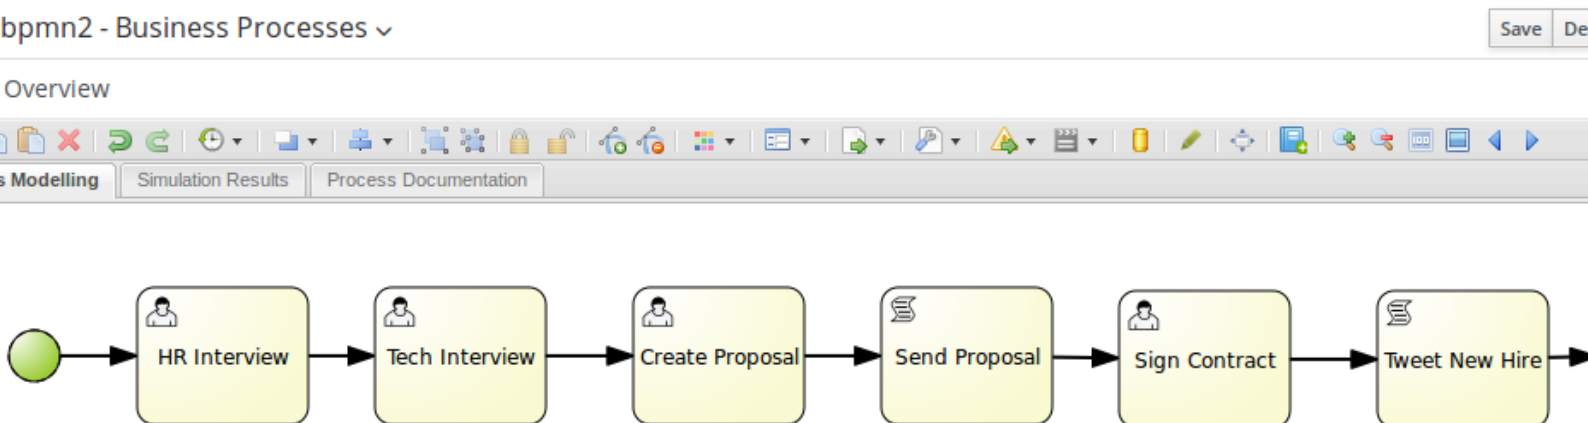 bpmn2 - Business Processes
Save De
Overview
s Modelling Simulation Results Process Documentation
HR Interview Tech Interview Create Proposal Send Proposal Sign Contract Tweet New Hire